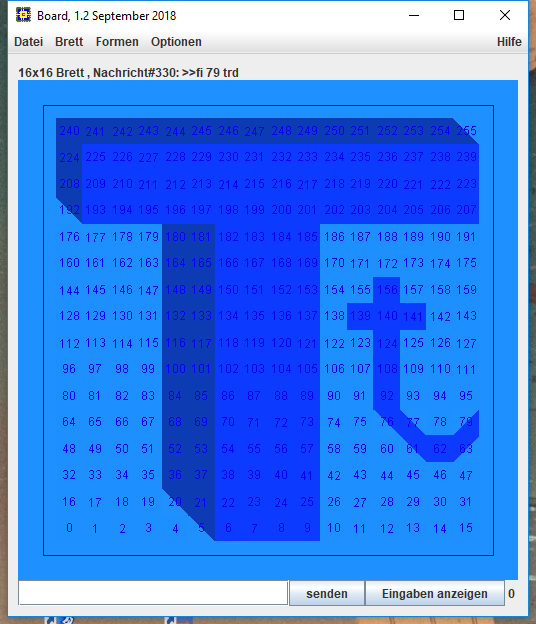 Board, 1.2 September 2018
Datei Brett Formen Optionen Hilfe
16x16 Brett , Nachricht#330: >>fi 79 trd
240 241 242 243 244 245 246 247 248 249 250 251 252 253 254 255
224 225 226 227 228 229 230 231 232 233 234 235 236 237 238 239
208 209 210 211 212 213 214 215 216 217 218 219 220 221 222 223
192 193 194 195 196 197 198 199 200 201 202 203 204 205 206 207
176 177 178 179 180 181 182 183 184 185 186 187 188 189 190 191
160 161 162 163 164 165 166 167 168 169 170 171 172 173 174 175
144 145 146 147 148 149 150 151 152 153 154 155 156 157 158 159
128 129 130 131 132 133 134 135 136 137 138 139 140 141 142 143
112 113 114 115 116 117 118 119 120 121 122 123 124 125 126 127
96 97 98 99 100 101 102 103 104 105 106 107 108 109 110 111
80 81 82 83 84 85 86 87 88 89 90 91 92 93 94 95
64 65 66 67 68 69 70 71 72 73 74 75 76 77 78 79
48 49 50 51 52 53 54 55 56 57 58 59 60 61 62 63
32 33 34 35 36 37 38 39 40 41 42 43 44 45 46 47
16 17 18 19 20 21 22 23 24 25 26 27 28 29 30 31
0 1 2 3 4 5 6 7 8 9 10 11 12 13 14 15
senden Eingaben anzeigen 0